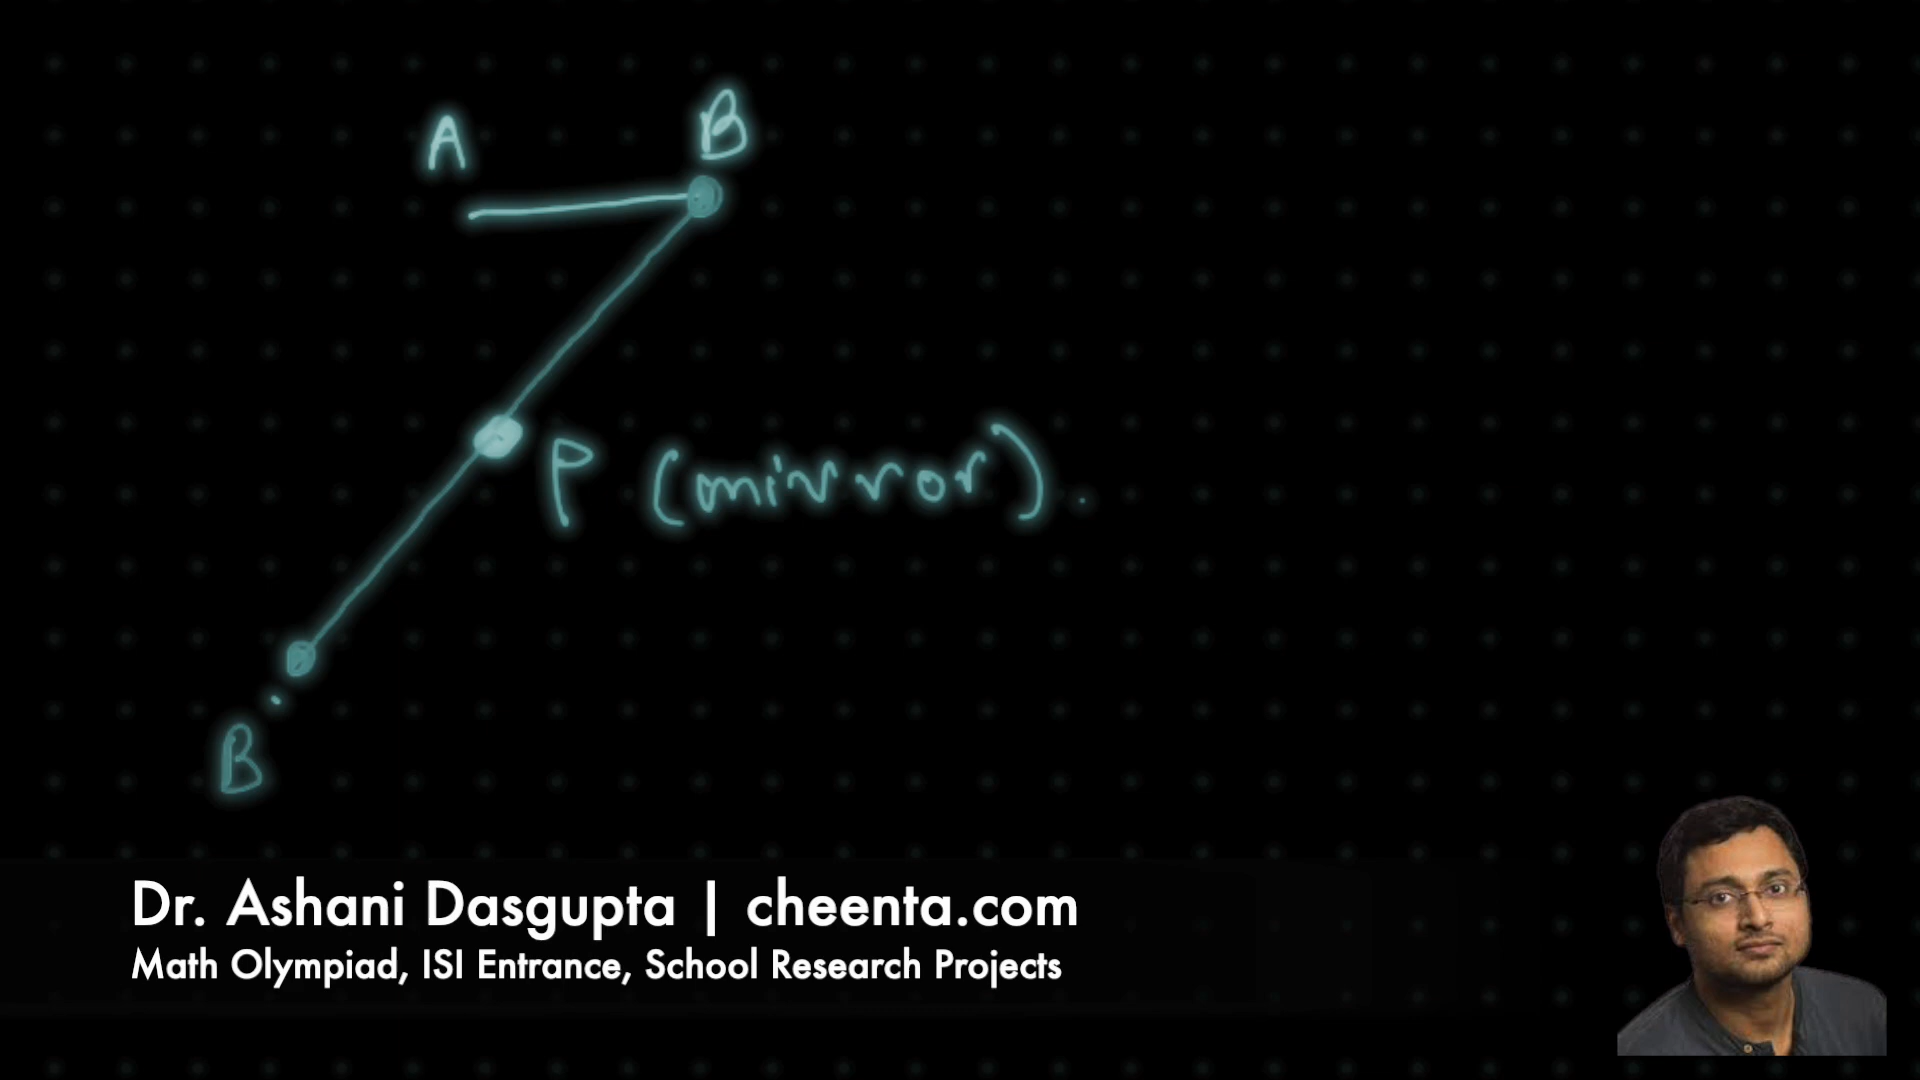 A
B
P (mirror).
B
Dr. Ashani Dasgupta | cheenta.com
Math Olympiad, ISI Entrance, School Research Projects